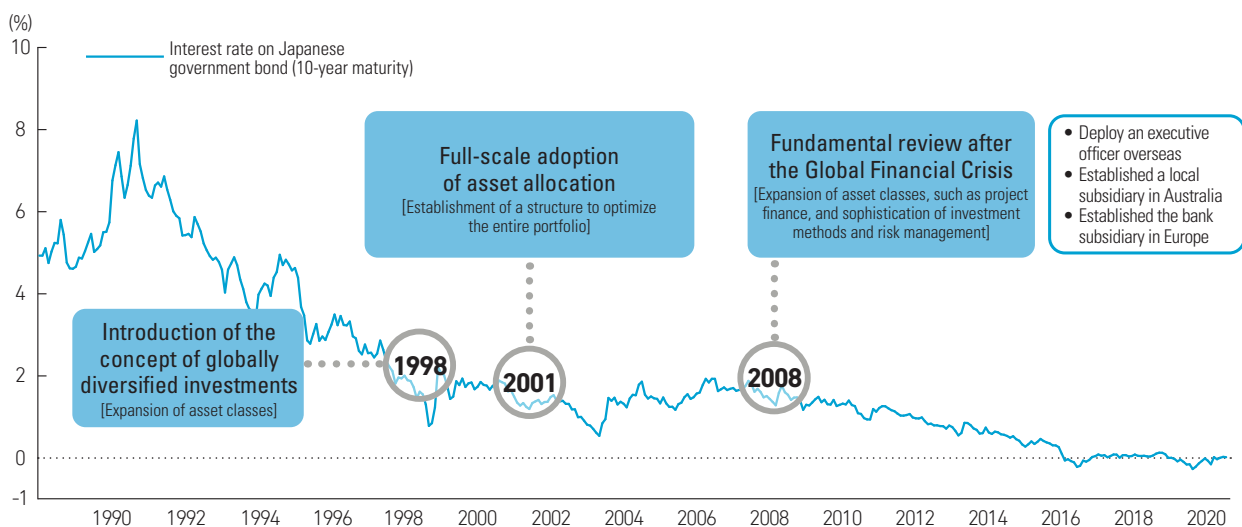 (%)
10
8
6
4
2
0
-1
Interest rate on Japanese
government bond (10-year maturity)
Introduction of the
concept of globally
diversified investments
[Expansion of asset classes]
1998
Full-scale adoption
of asset allocation
[Establishment of a structure to optimize
the entire portfolio]
2001
Fundamental review after
the Global Financial Crisis
[Expansion of asset classes, such as project
finance, and sophistication of investment
methods and risk management]
2008
• Deploy an executive
officer overseas
• Established a local
subsidiary in Australia
• Established the bank
subsidiary in Europe
1990 1992 1994 1996 1998 2000 2002 2004 2006 2008 2010 2012 2014 2016 2018 2020